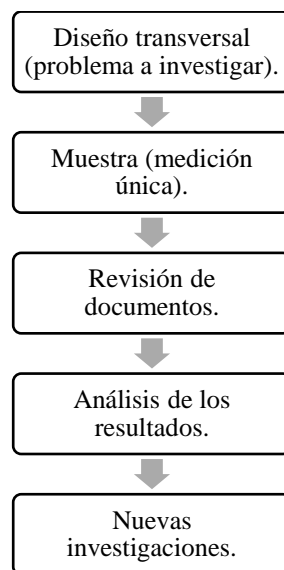 Diseño transversal
(problema a investigar).
Muestra (medición
única).
Revisión de
documentos.
Análisis de los
resultados.
Nuevas
investigaciones.